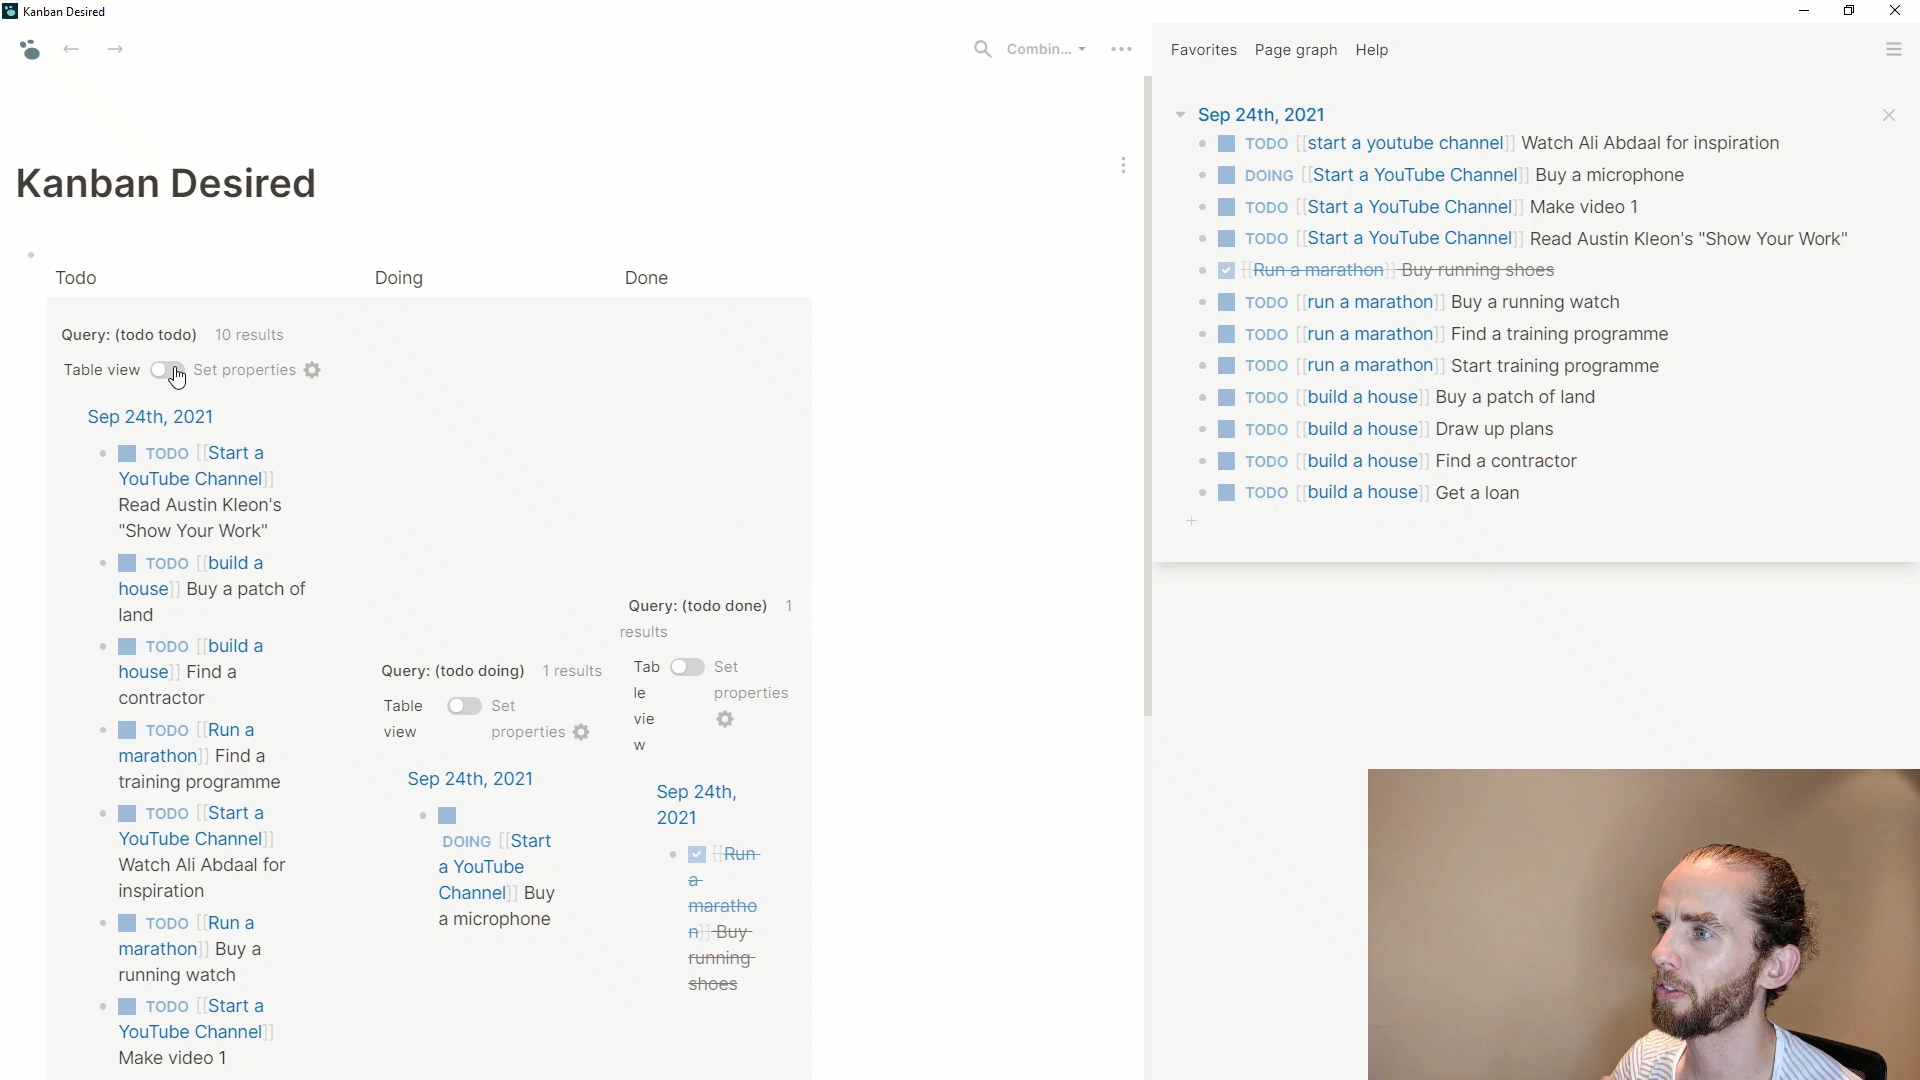 Kanban Desired
Combin...
Favorites Page graph Help
Kanban Desired
Todo Doing Done
Query: (todo todo) 10 results
Table view Set properties
Sep 24th, 2021
TODO [[Start a
YouTube Channel]]
Read Austin Kleon's
"Show Your Work"
TODO [[build a
house]] Buy a patch of
land
TODO [[build a
house]] Find a
contractor
TODO [[Run a
marathon]] Find a
training programme
TODO [[Start a
YouTube Channel]]
Watch Ali Abdaal for
inspiration
TODO [[Run a
marathon]] Buy a
running watch
TODO [[Start a
YouTube Channel]]
Make video 1
Query: (todo doing) 1 results
Table
view
Set
properties
Sep 24th, 2021
DOING [[Start
a YouTube
Channel]] Buy
a microphone
Query: (todo done) 1
results
Tab
le
vie
w
Set
properties
Sep 24th,
2021
[[Run
a
maratho
n]] Buy
running
shoes
Sep 24th, 2021
TODO [[start a youtube channel]] Watch Ali Abdaal for inspiration
DOING [[Start a YouTube Channel]] Buy a microphone
TODO [[Start a YouTube Channel]] Make video 1
TODO [[Start a YouTube Channel]] Read Austin Kleon's "Show Your Work"
[[Run a marathon]] Buy running shoes
TODO [[run a marathon]] Buy a running watch
TODO [[run a marathon]] Find a training programme
TODO [[run a marathon]] Start training programme
TODO [[build a house]] Buy a patch of land
TODO [[build a house]] Draw up plans
TODO [[build a house]] Find a contractor
TODO [[build a house]] Get a loan